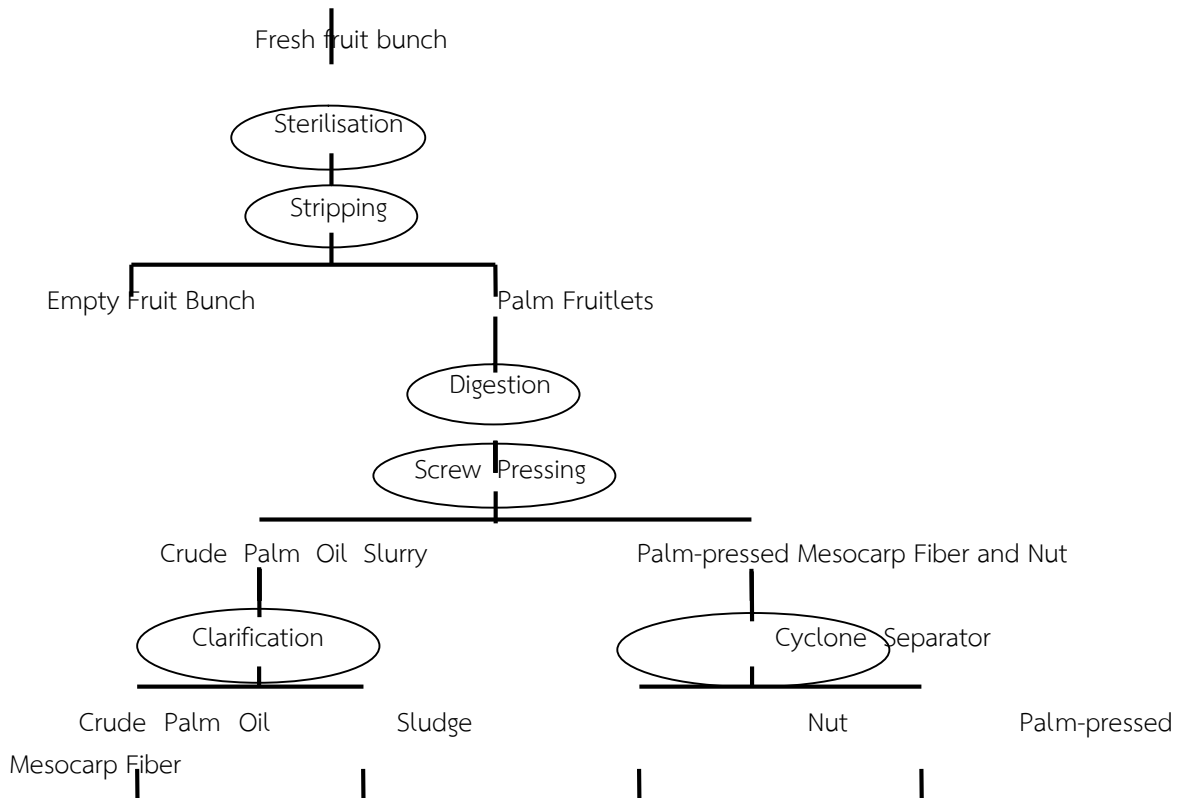 Fresh fruit bunch
Sterilisation
Stripping
Empty Fruit Bunch Palm Fruitlets
Digestion
Screw Pressing
Crude Palm Oil Slurry Palm-pressed Mesocarp Fiber and Nut
Clarification Cyclone Separator
Crude Palm Oil Sludge Nut Palm-pressed
Mesocarp Fiber